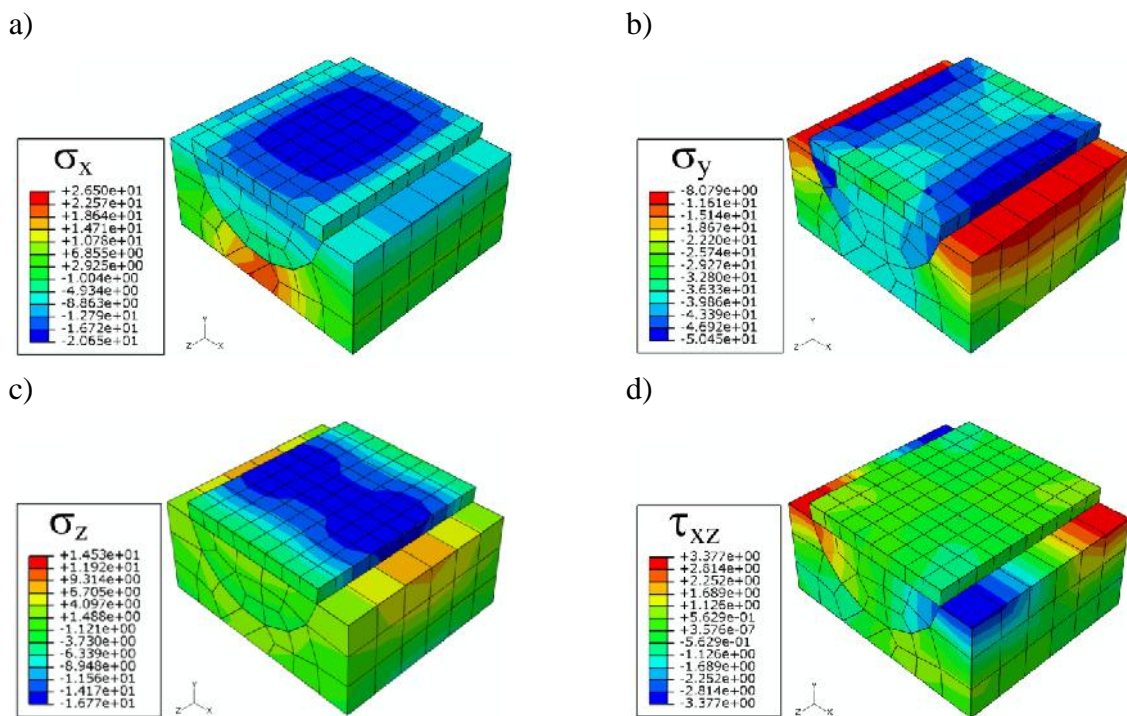 a)
σx
+2.650e+01
+2.257e+01
+1.864e+01
+1.471e+01
+1.078e+01
+6.855e+00
+2.925e+00
-1.004e+00
-4.934e+00
-8.863e+00
-1.279e+01
-1.672e+01
-2.065e+01
Y
Z X
b)
σy
-8.079e+00
-1.161e+01
-1.514e+01
-1.867e+01
-2.220e+01
-2.574e+01
-2.927e+01
-3.280e+01
-3.633e+01
-3.986e+01
-4.339e+01
-4.692e+01
-5.045e+01
Y
Z X
c)
σz
+1.453e+01
+1.192e+01
+9.314e+00
+6.705e+00
+4.097e+00
+1.488e+00
-1.121e+00
-3.730e+00
-6.339e+00
-8.948e+00
-1.156e+01
-1.417e+01
-1.677e+01
Y
Z X
d)
τxz
+3.377e+00
+2.814e+00
+2.252e+00
+1.689e+00
+1.126e+00
+5.629e-01
+3.576e-07
-5.629e-01
-1.126e+00
-1.689e+00
-2.252e+00
-2.814e+00
-3.377e+00
Y
Z X